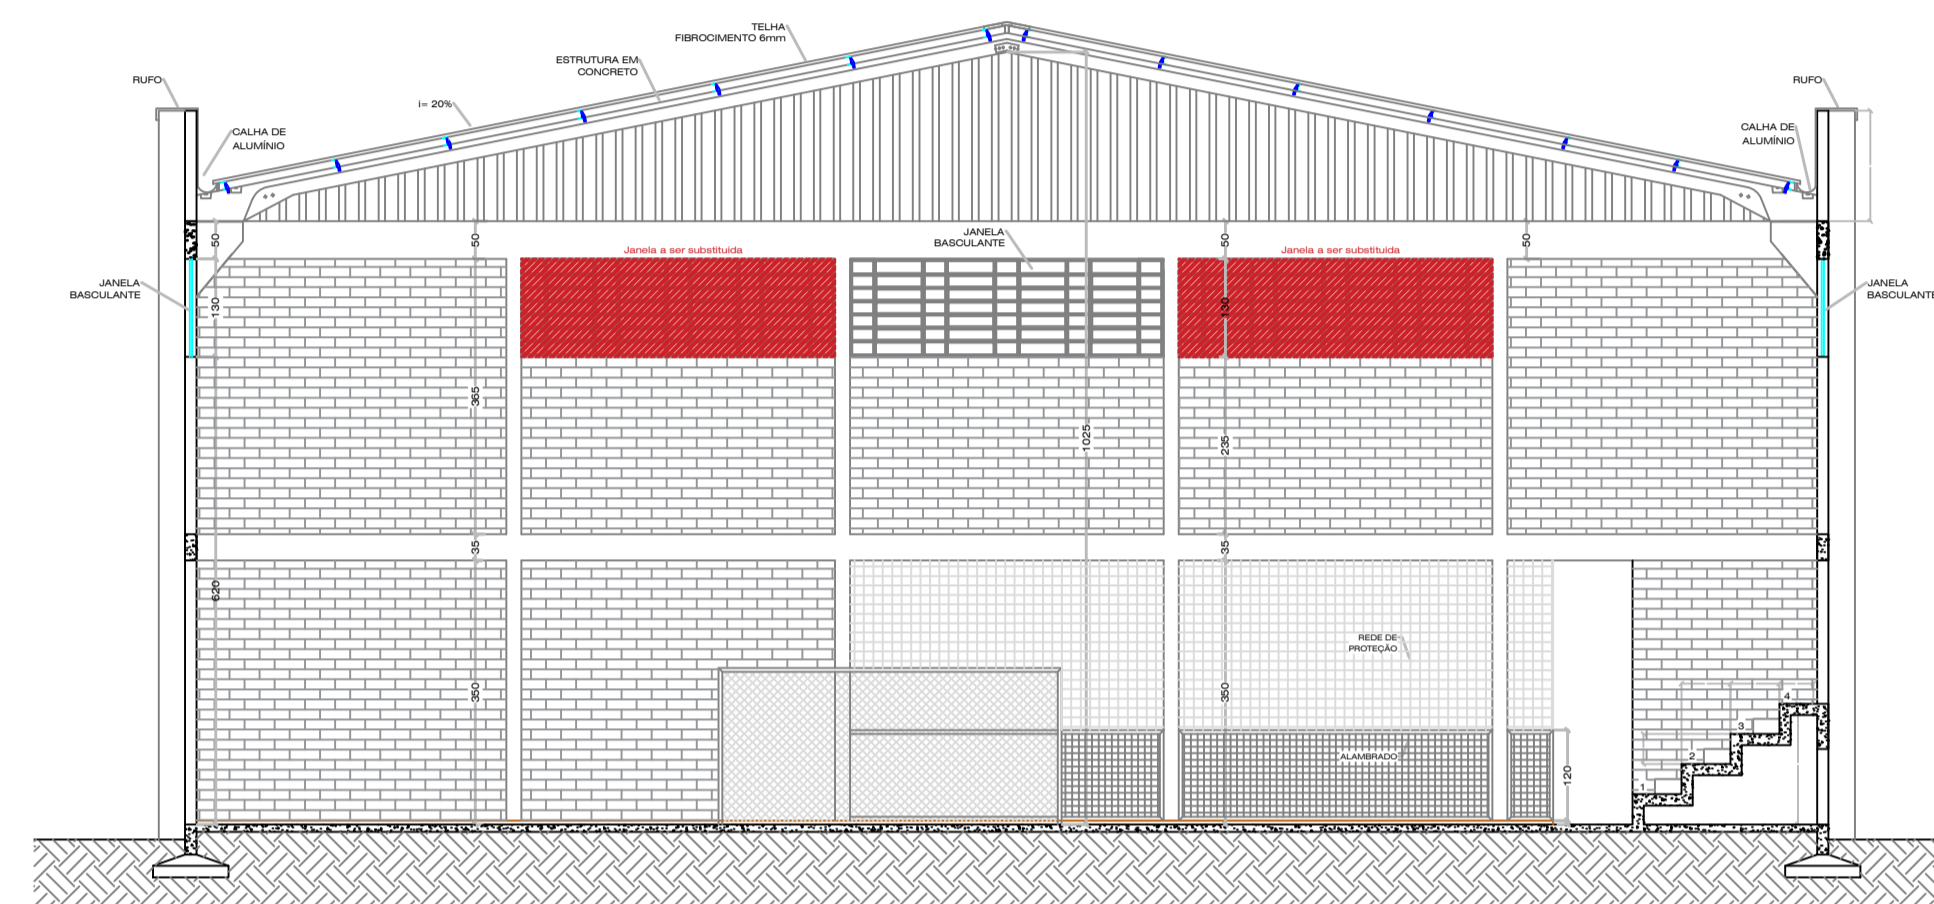 TELHA
FIBROCIMENTO 6mm
ESTRUTURA EM
CONCRETO
RUFO
RUFO
i= 20%
CALHA DE
ALUMÍNIO
CALHA DE
ALUMÍNIO
50
50
Janela a ser substituida
JANELA
BASCULANTE
50
Janela a ser substituida
50
JANELA
BASCULANTE
130
130
JANELA
BASCULANTE
365
1025
235
35
35
620
REDE DE
PROTEÇÃO
350
350
ALAMBRADO
120
1
2
3
4